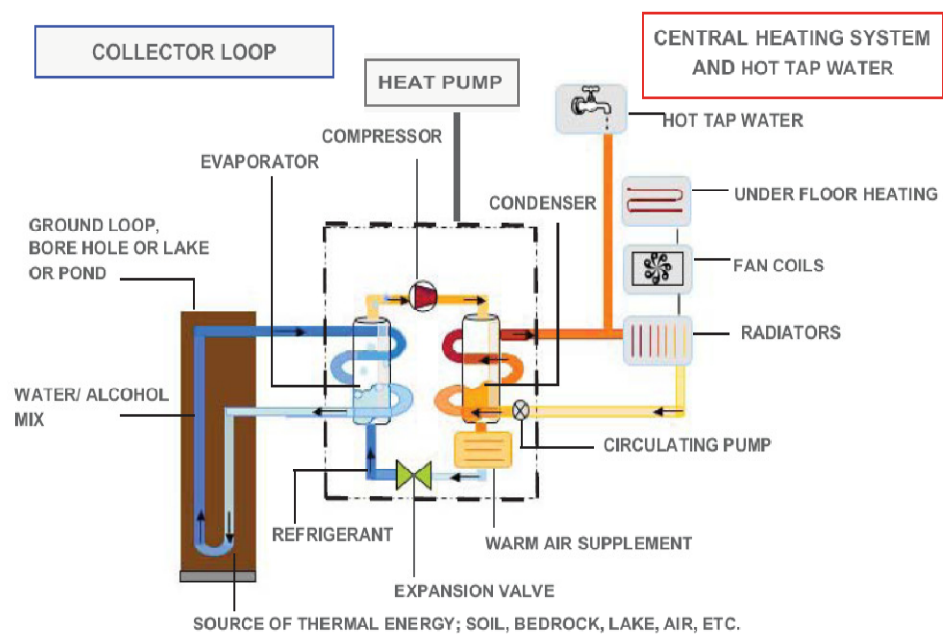 COLLECTOR LOOP
CENTRAL HEATING SYSTEM
AND HOT TAP WATER
HEAT PUMP
HOT TAP WATER
COMPRESSOR
EVAPORATOR
CONDENSER
UNDER FLOOR HEATING
GROUND LOOP,
BORE HOLE OR LAKE
OR POND
FAN COILS
RADIATORS
WATER/ ALCOHOL
MIX
CIRCULATING PUMP
REFRIGERANT
WARM AIR SUPPLEMENT
EXPANSION VALVE
SOURCE OF THERMAL ENERGY; SOIL, BEDROCK, LAKE, AIR, ETC.